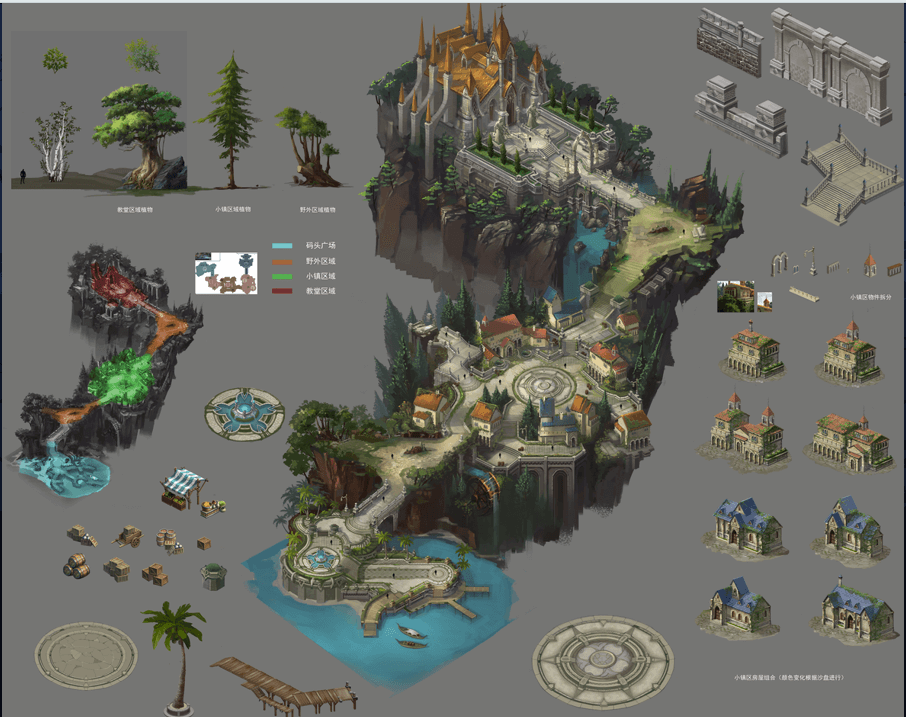 教堂区域植物
小镇区域植物
野外区域植物
码头广场
野外区域
小镇区域
教堂区域
小镇区物件拆分
小镇区房屋组合（颜色变化根据沙盘进行）